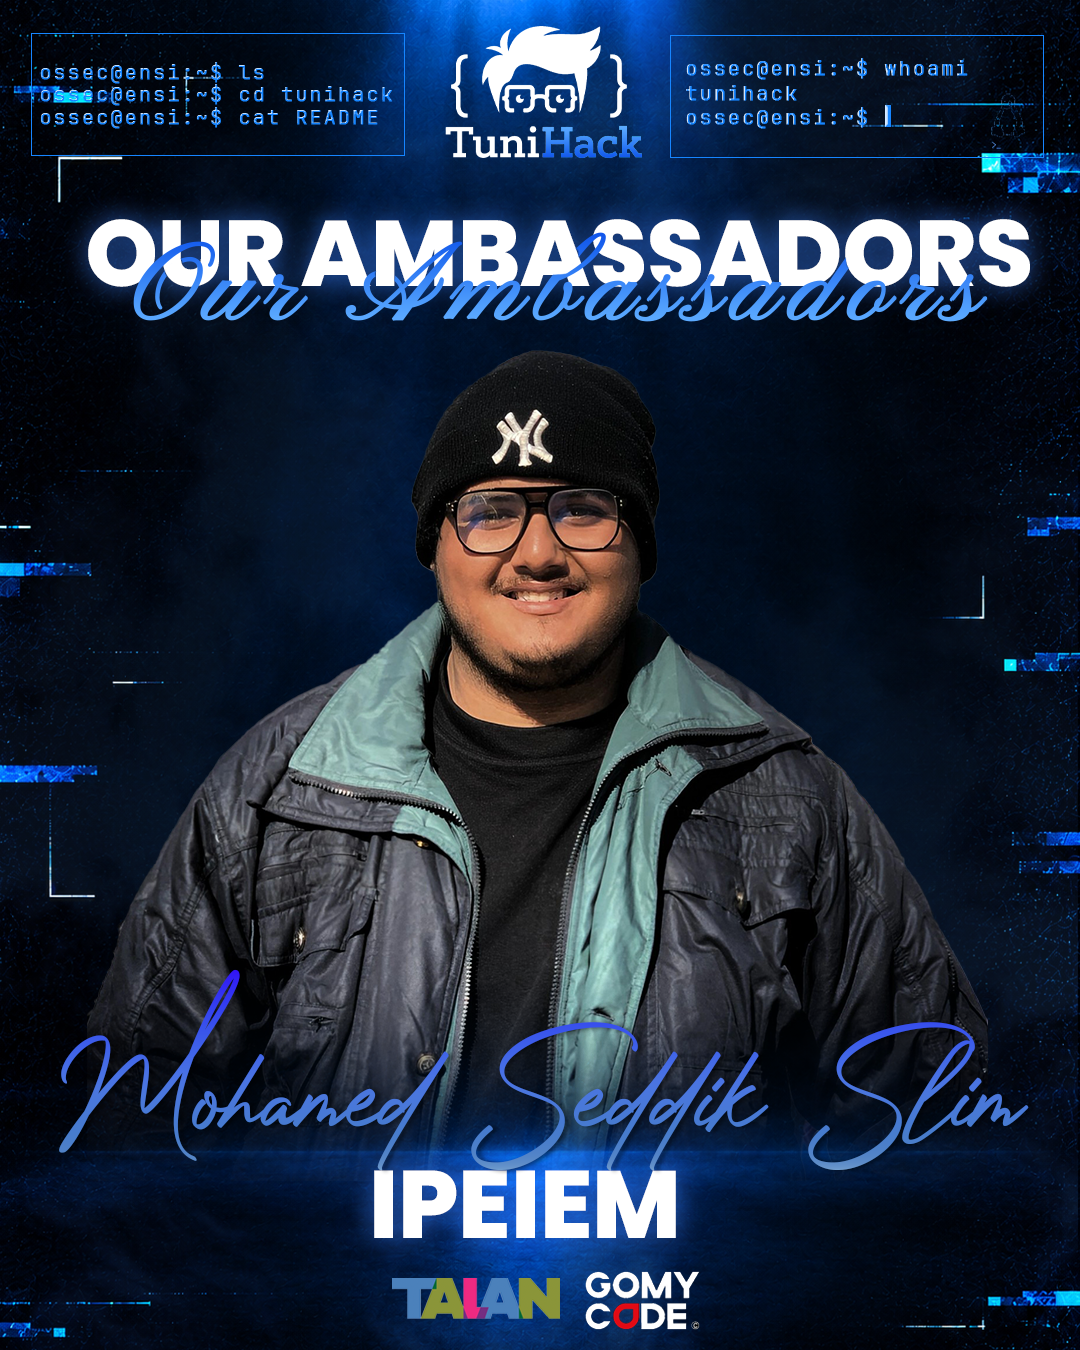 ossec@ensi:~$ ls
ossec@ensi:~$ cd tunihack
ossec@ensi:~$ cat README
{ }
TuniHack
ossec@ensi:~$ whoami
tunihack
ossec@ensi:~$
OUR AMBASSADORS
Our Ambassadors
NY
Mohamed Seddik Slim
IPEIEM
TALAN
GOMY
CODE©